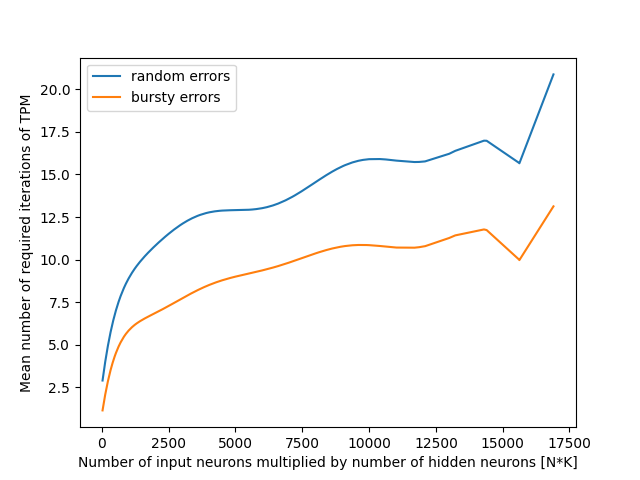 random errors
bursty errors
Mean number of required iterations of TPM
20.0
17.5
15.0
12.5
10.0
7.5
5.0
2.5
0 2500 5000 7500 10000 12500 15000 17500
Number of input neurons multiplied by number of hidden neurons [N*K]